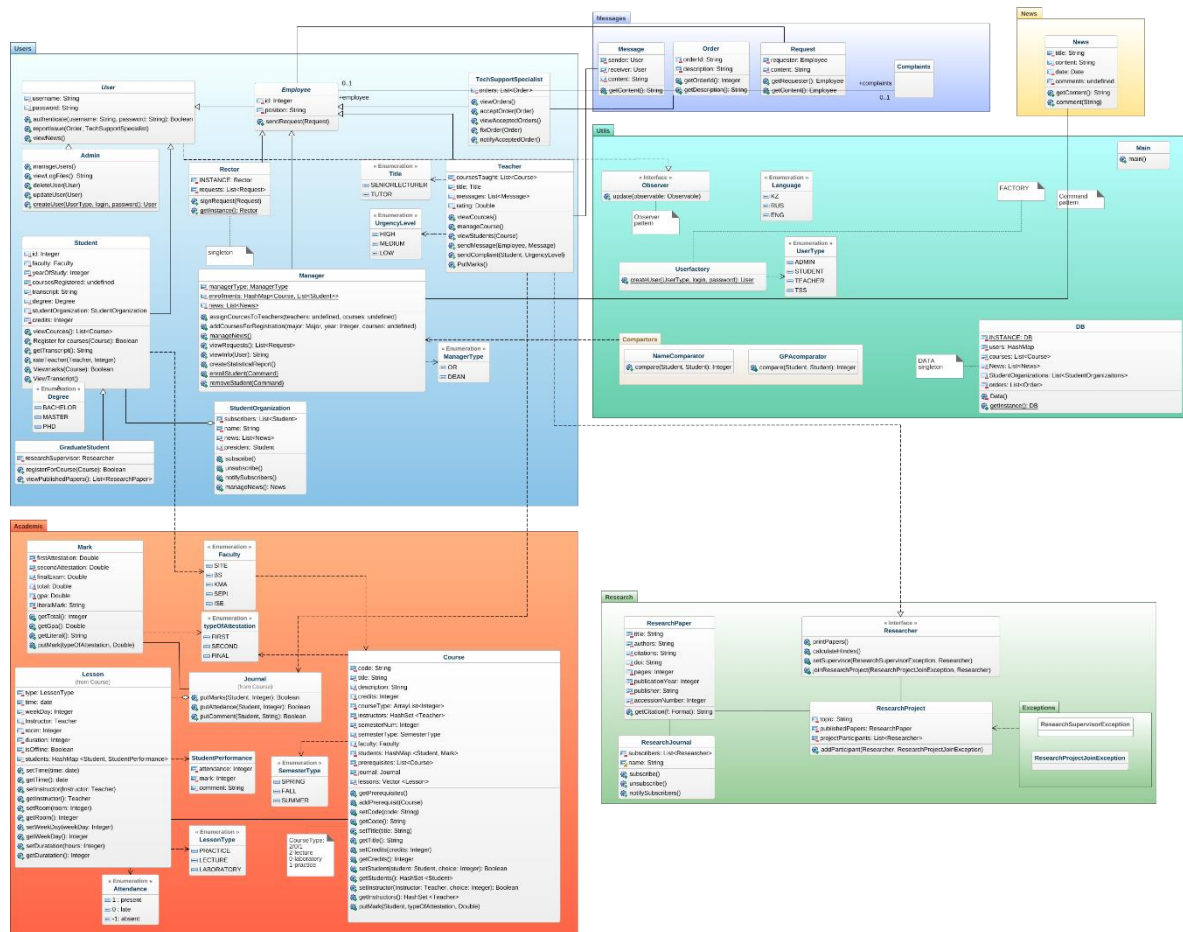 Users
User
username: String
password: String
authenticate(username: String, password: String): Boolean
reportIssue(Order, TechSupportSpecialist)
viewNews()
Admin
manageUsers()
viewLogFiles(): String
deleteUser(User)
updateUser(User)
createUser(UserType, login, password): User
Employee
id: Integer
position: String
sendRequest(Request)
0..1
+employee
TechSupportSpecialist
orders: List<Order>
viewOrders()
acceptOrder(Order)
viewAcceptedOrders()
fixOrder(Order)
notifyAcceptedOrder()
Rector
INSTANCE: Rector
requests: List<Request>
signRequest(Request)
getInstance(): Rector
singleton
« Enumeration »
Title
SENIORLECTURER
TUTOR
« Enumeration »
UrgencyLevel
HIGH
MEDIUM
LOW
Teacher
coursesTaught: List<Course>
title: Title
messages: List<Message>
rating: Double
viewCources()
manageCourse()
viewStudents(Course)
sendMessage(Employee, Message)
sendComplaint(Student, UrgencyLevel)
PutMarks()
Student
id: Integer
faculty: Faculty
yearOfStudy: Integer
coursesRegistered: undefined
transcript: String
degree: Degree
organization: StudentOrganization
credits: Integer
viewCources(): List<Course>
Register for courses(Course): Boolean
getTranscript(): String
rateTeacher(Teacher, Integer)
Viewmarks(Course): Boolean
ViewTranscript()
« Enumeration »
Degree
BACHELOR
MASTER
PHD
GraduateStudent
researchSupervisor: Researcher
registerForCourse(Course): Boolean
viewPublishedPapers(): List<ResearchPaper>
Manager
managerType: ManagerType
enrollments: HashMap<Course, List<Student>>
news: List<News>
assignCoursesToTeachers(teachers: undefined, courses: undefined)
addCoursesForRegistration(major: Major, year: Integer, courses: undefined)
manageNews()
viewRequests(): List<Request>
viewInfo(User): String
createStatisticalReport()
enrollStudent(Command)
removeStudent(Command)
« Enumeration »
ManagerType
OR
DEAN
StudentOrganization
subscribers: List<Student>
name: String
news: List<News>
president: Student
subscribe()
unsubscribe()
notifySubscribers()
manageNews(): News
Messages
Message
sender: User
receiver: User
content: String
getContent(): String
Order
orderId: String
description: String
getOrderId(): Integer
getDescription(): String
Request
requester: Employee
content: String
getRequester(): Employee
getContent(): Employee
+complaints
0..1
Complaints
News
News
title: String
content: String
date: Date
comments: undefined
getContent(): String
comment(String)
Utils
« Interface »
Observer
update(observable: Observable)
Observer
pattern
« Enumeration »
Language
KZ
RUS
ENG
FACTORY
Command
pattern
Main
main()
« Enumeration »
UserType
ADMIN
STUDENT
TEACHER
TSS
Userfactory
createUser(UserType, login, password): User
Compartors
NameComparator
compare(Student, Student): Integer
GPAcomparator
compare(Student, Student): Integer
DATA
singleton
DB
INSTANCE: DB
users: HashMap
courses: List<Course>
News: List<News>
StudentOrganizations: List<StudentOrganizaitons>
orders: List<Order>
Data()
getInstance(): DB
Academic
Mark
firstAttestation: Double
secondAttestation: Double
finalExam: Double
total: Double
gpa: Double
literalMark: String
getTotal(): Integer
getGpa(): Double
getLiteral(): String
putMark(typeOfAttestation, Double)
« Enumeration »
Faculty
SITE
BS
KMA
SEPI
ISE
« Enumeration »
typeOfAttestation
FIRST
SECOND
FINAL
Lesson
(from Course)
type: LessonType
time: date
weekDay: Integer
Instructor: Teacher
room: Integer
duration: Integer
isOffline: Boolean
students: HashMap <Student, StudentPerformance>
setTime(time: date)
getTime(): date
setInstructor(Instructor: Teacher)
getInstructor(): Teacher
setRoom(room: Integer)
getRoom(): Integer
setWeekDay(weekDay: Integer)
getWeekDay(): Integer
setDuratation(hours: Integer)
getDuratation(): Integer
Journal
(from Course)
putMarks(Student, Integer): Boolean
putAttedance(Student, Integer): Boolean
putComment(Student, String): Boolean
StudentPerformance
attendance: Integer
mark: Integer
comment: String
« Enumeration »
SemesterType
SPRING
FALL
SUMMER
« Enumeration »
LessonType
PRACTICE
LECTURE
LABORATORY
CourseType:
2/0/1
2-lecture
0-laboratory
1-practice
« Enumeration »
Attendance
1 : present
0 : late
-1: absent
Course
code: String
title: String
description: String
credits: Integer
courseType: ArrayList<Integer>
instructors: HashSet <Teacher>
semesterNum: Integer
semesterType: SemesterType
faculty: Faculty
students: HashMap <Student, Mark>
prerequisites: List<Course>
journal: Journal
lessons: Vector <Lesson>
getPrerequisites()
addPrerequisit(Course)
setCode(code: String)
getCode(): String
setTitle(title: String)
getTitle(): String
setCredits(credits: Integer)
getCredits(): Integer
setStudent(student: Student, choice: Integer): Boolean
getStudents(): HashSet <Student>
setInstructor(Instructor: Teacher, choice: Integer): Boolean
getInstructors(): HashSet <Teacher>
putMark(Student, typeOfAttestation, Double)
Research
ResearchPaper
title: String
authors: String
citations: String
doi: String
pages: Integer
publicationYear: Integer
publisher: String
accessionNumber: Integer
getCitation(f: Format): String
« Interface »
Researcher
printPapers()
calculateHindex()
setSupervisor(ResearchSupervisorException, Researcher)
joinResearchProject(ResearchProjectJoinException, Researcher)
ResearchJournal
subscribers: List<Researcher>
name: String
subscribe()
unsubscribe()
notifySubscribers()
ResearchProject
topic: String
publishedPapers: ResearchPaper
projectParticipants: List<Researcher>
addParticipant(Researcher, ResearchProjectJoinException)
Exceptions
ResearchSupervisorException
ResearchProjectJoinException